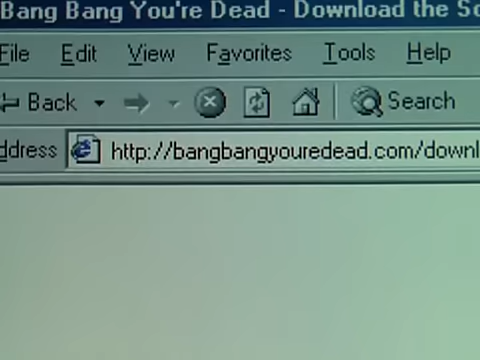 Bang Bang You're Dead - Download the Sc
File Edit View Favorites Tools Help
Back Search
ddress http://bangbangyouredead.com/downl